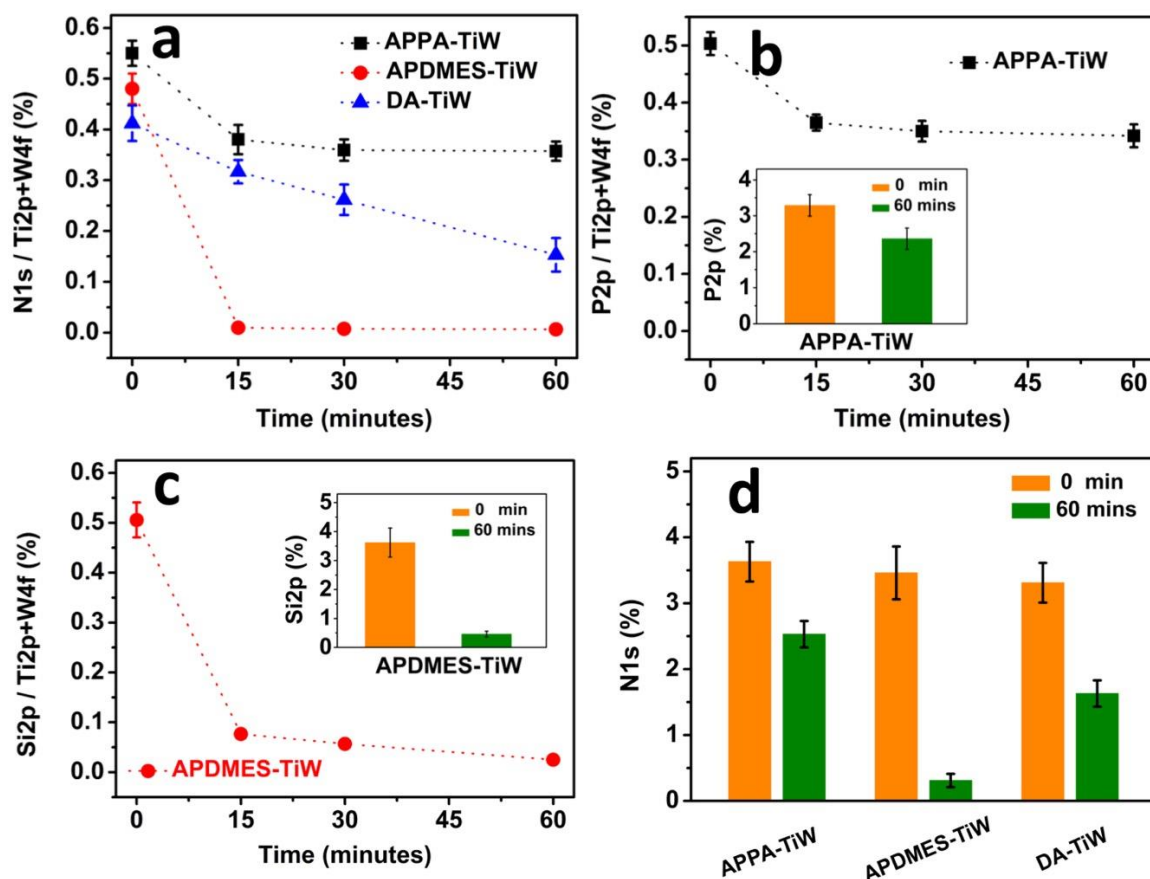 a
APPA-TiW
APDMES-TiW
DA-TiW
N1s / Ti2p+W4f (%)
0.6
0.5
0.4
0.3
0.2
0.1
0.0
0 15 30 45 60
Time (minutes)
b
APPA-TiW
P2p / Ti2p+W4f (%)
0.5
0.4
0.3
0.2
0.1
0.0
0 min
60 mins
P2p (%)
4
3
2
1
0
APPA-TiW
0 15 30 45 60
Time (minutes)
c
Si2p / Ti2p+W4f (%)
0.6
0.5
0.4
0.3
0.2
0.1
0.0
0 min
60 mins
Si2p (%)
5
4
3
2
1
0
APDMES-TiW
APDMES-TiW
0 15 30 45 60
Time (minutes)
d
0 min
60 mins
N1s (%)
5
4
3
2
1
0
APPA-TiW
APDMES-TiW
DA-TiW